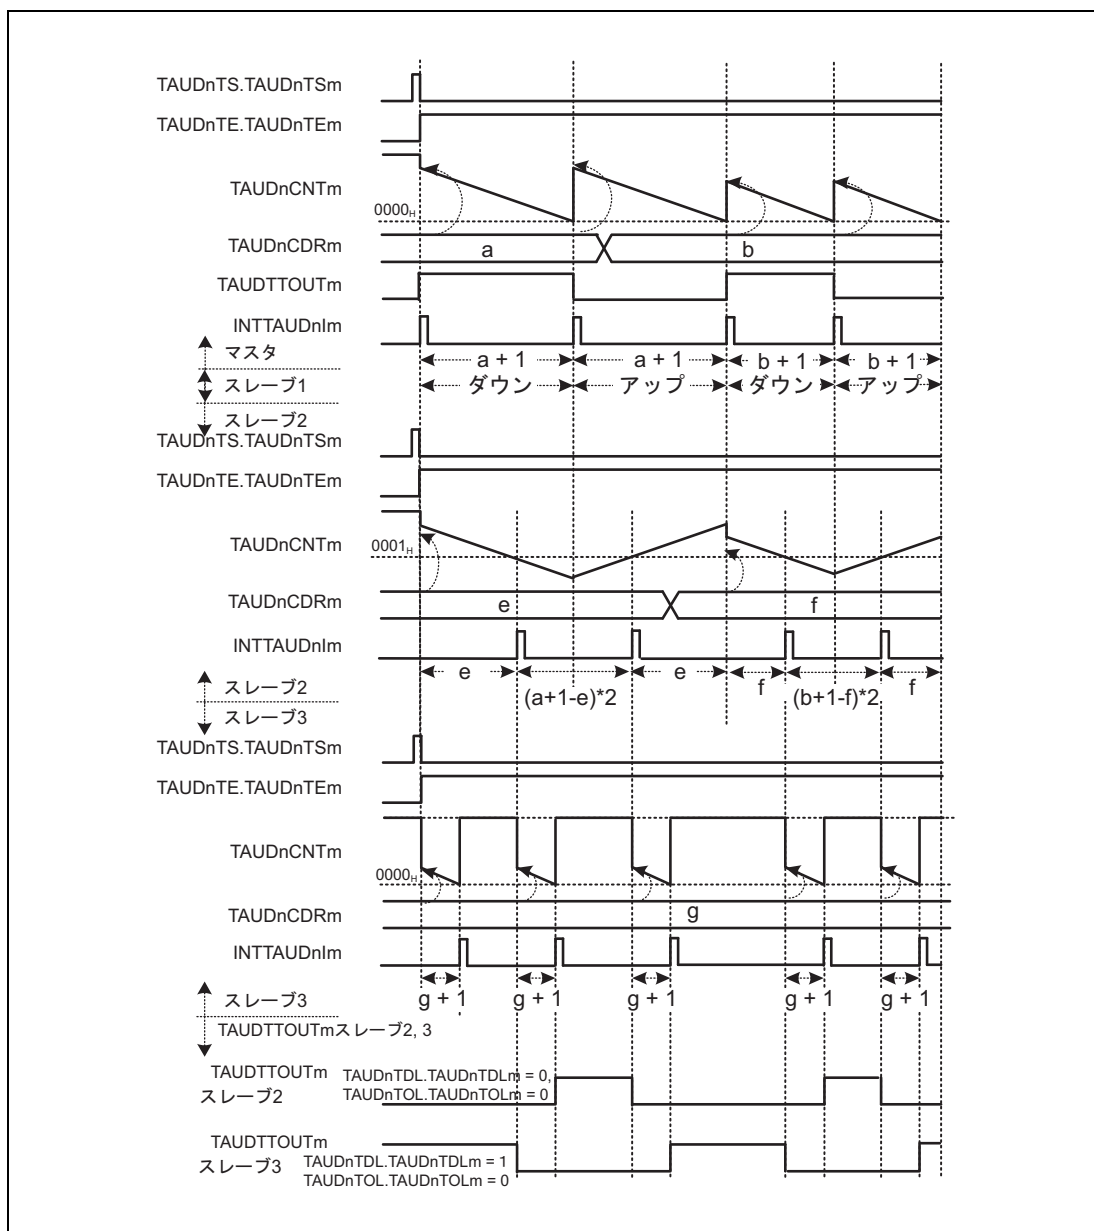 TAUDnTS.TAUDnTSm
TAUDnTE.TAUDnTEm
TAUDnCNTm
0000H
TAUDnCDRm
a
b
TAUDTTOUTm
INTTAUDnIm
マスタ
a + 1
a + 1
b + 1
b + 1
スレーブ1
ダウン
アップ
ダウン
アップ
スレーブ2
TAUDnTS.TAUDnTSm
TAUDnTE.TAUDnTEm
TAUDnCNTm
0001H
TAUDnCDRm
e
f
INTTAUDnIm
e
e
f
f
スレーブ2
(a+1-e)*2
(b+1-f)*2
スレーブ3
TAUDnTS.TAUDnTSm
TAUDnTE.TAUDnTEm
TAUDnCNTm
0000H
TAUDnCDRm
g
INTTAUDnIm
スレーブ3
g + 1
g + 1
g + 1
g + 1
g + 1
TAUDTTOUTmスレーブ2, 3
TAUDTTOUTm
スレーブ2
TAUDnTDL.TAUDnTDLm = 0,
TAUDnTOL.TAUDnTOLm = 0
TAUDTTOUTm
スレーブ3
TAUDnTDL.TAUDnTDLm = 1
TAUDnTOL.TAUDnTOLm = 0